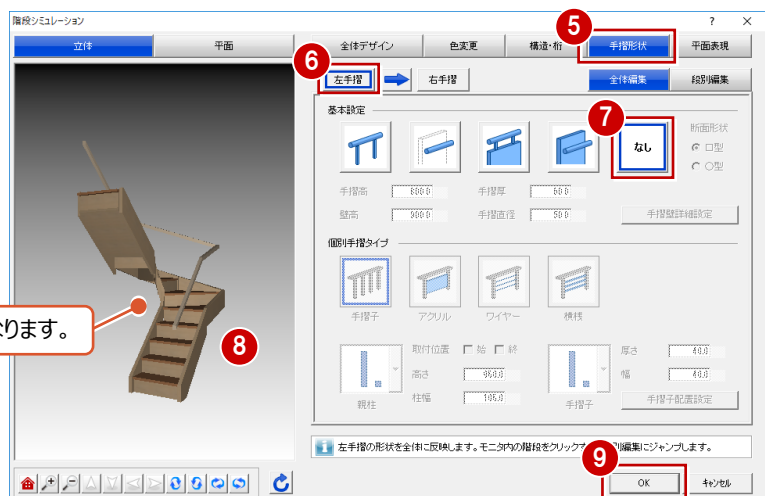 階段シミュレーション
? ×
立体 平面
全体デザイン 色変更 構造・桁 手摺形状 平面表現
5
6
左手摺 右手摺 全体編集 段別編集
基本設定
7
なし
断面形状
口型
〇型
手摺高 800.0 手摺厚 60.0
壁高 900.0 手摺直径 50.0 手摺壁詳細設定
個別手摺タイプ
手摺子 アクリル ワイヤー 横桟
なります。
8
取付位置 始 終
高さ 950.0
柱幅 105.0
親柱
手摺子
厚さ 40.0
幅 40.0
手摺子配置設定
左手摺の形状を全体に反映します。モニタ内の階段をクリックす 別編集にジャンプします。
9
OK キャンセル